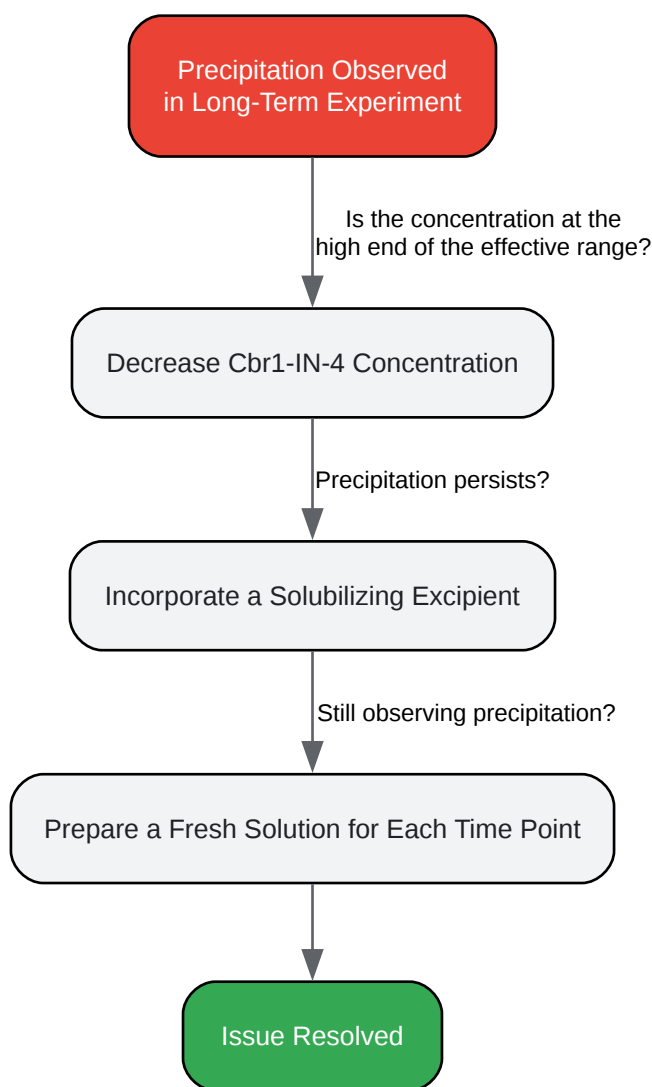 Precipitation Observed
in Long-Term Experiment
Is the concentration at the
high end of the effective range?
Decrease Cbr1-IN-4 Concentration
Precipitation persists?
Incorporate a Solubilizing Excipient
Still observing precipitation?
Prepare a Fresh Solution for Each Time Point
Issue Resolved